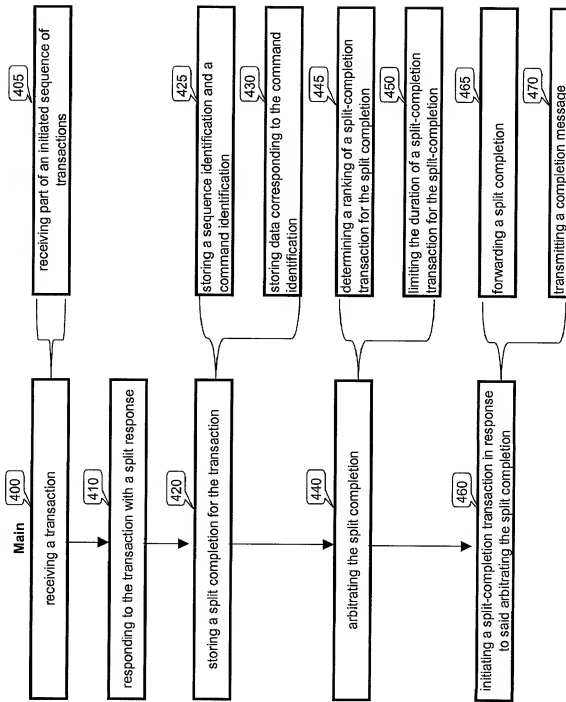 Main
400
receiving a transaction
405
receiving part of an initiated sequence of
transactions
410
responding to the transaction with a split response
420
storing a split completion for the transaction
425
storing a sequence identification and a
command identification
430
storing data corresponding to the command
identification
440
arbitrating the split completion
445
determining a ranking of a split-completion
transaction for the split completion
450
limiting the duration of a split-completion
transaction for the split-completion
460
initiating a split-completion transaction in response
to said arbitrating the split completion
465
forwarding a split completion
470
transmitting a completion message